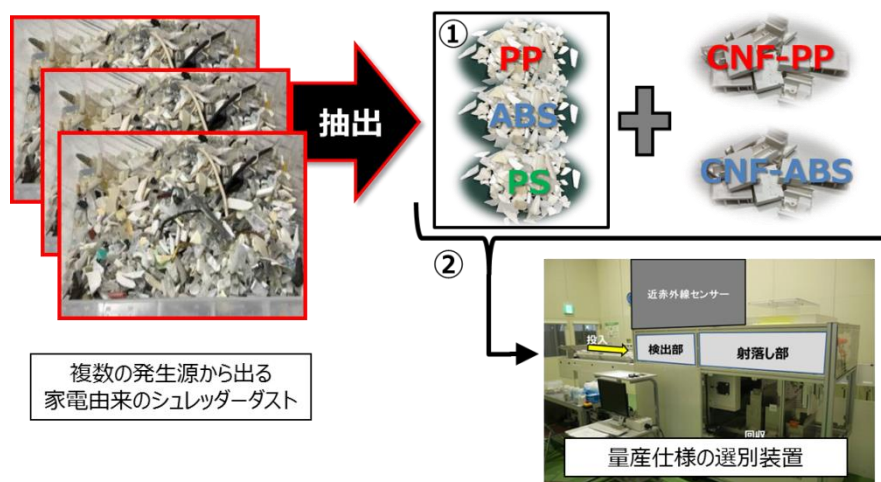 抽出
①
PP
ABS
PS
CNF-PP
CNF-ABS
②
近赤外線センサー
投入
検出部
射落し部
回収
量産仕様の選別装置
複数の発生源から出る
家電由来のシュレッダーダスト